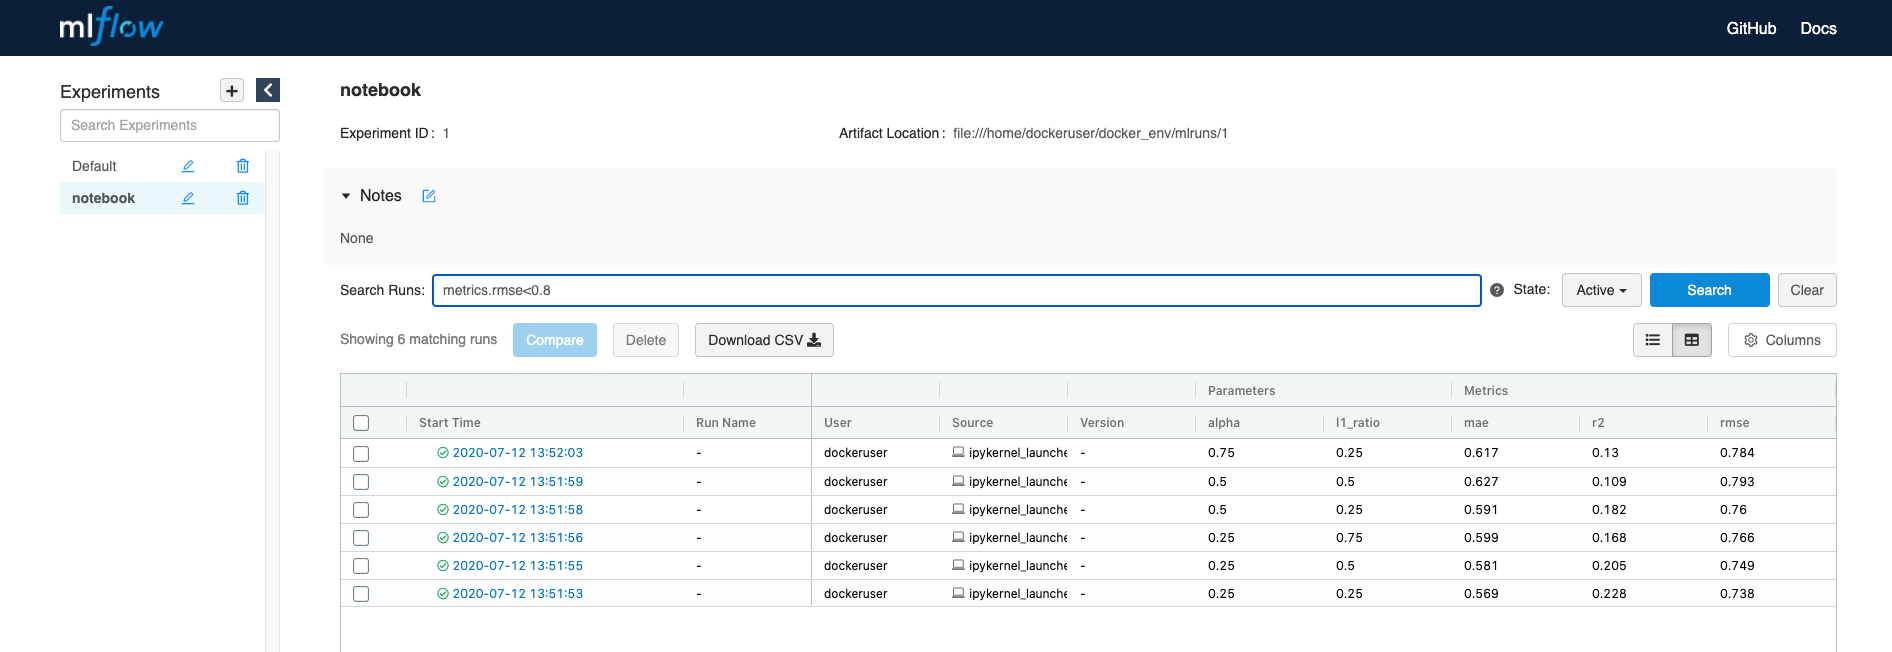 mlflow
GitHub Docs
Experiments
Search Experiments
Default
notebook
notebook
Experiment ID : 1 Artifact Location : file:///home/dockeruser/docker_env/mlruns/1
Notes
None
Search Runs: metrics.rmse<0.8 ? State: Active Search Clear
Showing 6 matching runs Compare Delete Download CSV Columns
Parameters Metrics
Start Time Run Name User Source Version alpha l1_ratio mae r2 rmse
2020-07-12 13:52:03 - dockeruser ipykernel_launche - 0.75 0.25 0.617 0.13 0.784
2020-07-12 13:51:59 - dockeruser ipykernel_launche - 0.5 0.5 0.627 0.109 0.793
2020-07-12 13:51:58 - dockeruser ipykernel_launche - 0.5 0.25 0.591 0.182 0.76
2020-07-12 13:51:56 - dockeruser ipykernel_launche - 0.25 0.75 0.599 0.168 0.766
2020-07-12 13:51:55 - dockeruser ipykernel_launche - 0.25 0.5 0.581 0.205 0.749
2020-07-12 13:51:53 - dockeruser ipykernel_launche - 0.25 0.25 0.569 0.228 0.738